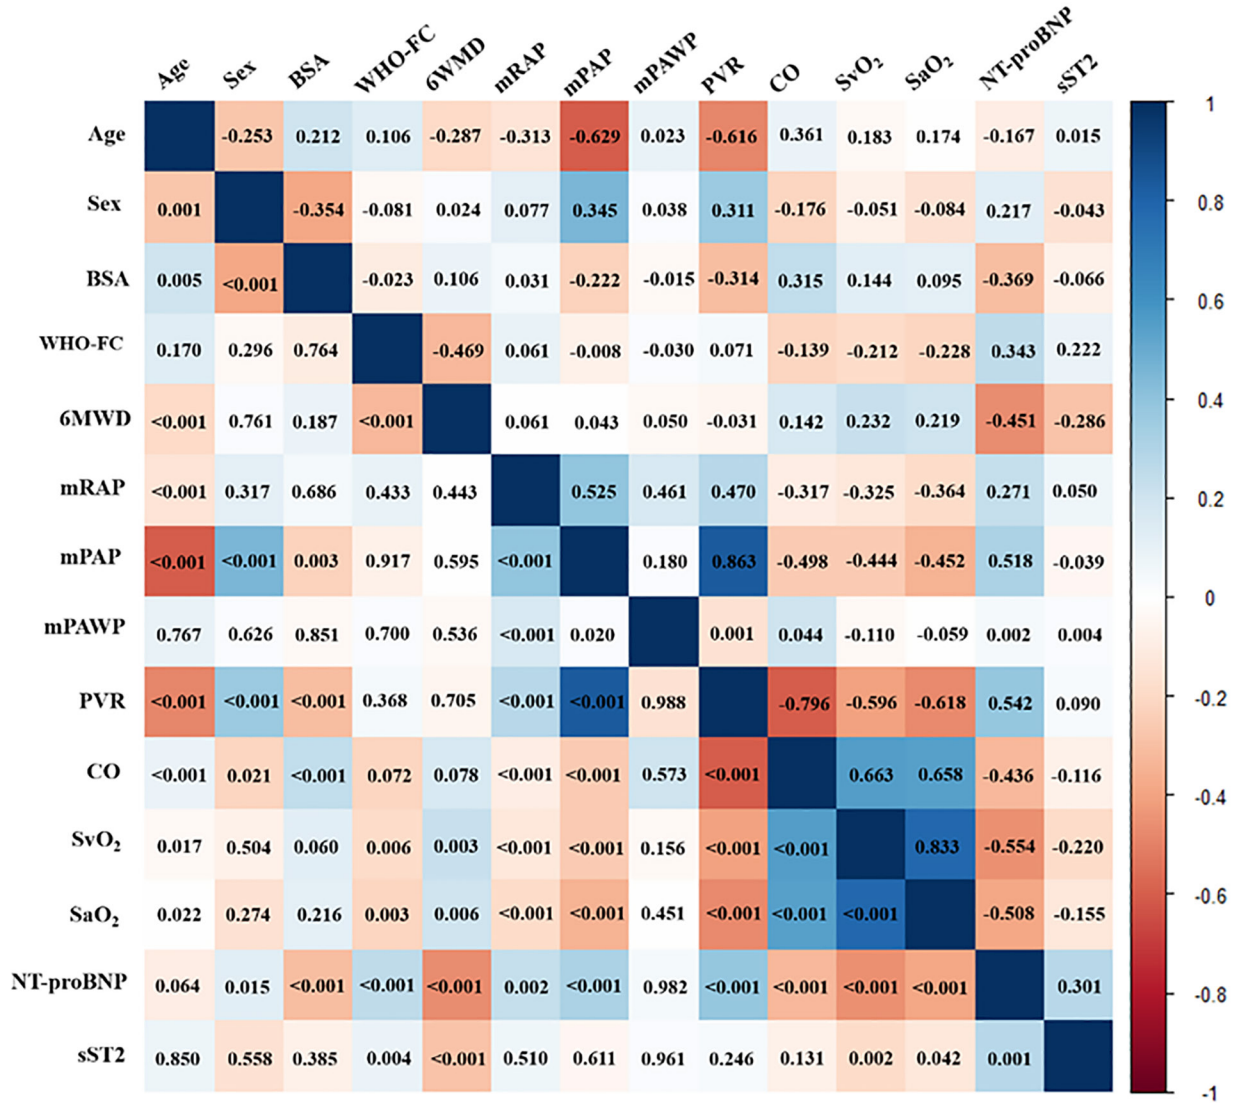 Age Sex BSA WHO-FC 6WMD mRAP mPAP mPAWP PVR CO SvO₂ SaO₂ NT-proBNP sST2
Age -0.253 0.212 0.106 -0.287 -0.313 -0.629 0.023 -0.616 0.361 0.183 0.174 -0.167 0.015
Sex 0.001 -0.354 -0.081 0.024 0.077 0.345 0.038 0.311 -0.176 -0.051 -0.084 0.217 -0.043
BSA 0.005 <0.001 -0.023 0.106 0.031 -0.222 -0.015 -0.314 0.315 0.144 0.095 -0.369 -0.066
WHO-FC 0.170 0.296 0.764 -0.469 0.061 -0.008 -0.030 0.071 -0.139 -0.212 -0.228 0.343 0.222
6MWD <0.001 0.761 0.187 <0.001 0.061 0.043 0.050 -0.031 0.142 0.232 0.219 -0.451 -0.286
mRAP <0.001 0.317 0.686 0.433 0.443 0.525 0.461 0.470 -0.317 -0.325 -0.364 0.271 0.050
mPAP <0.001 <0.001 0.003 0.917 0.595 <0.001 0.180 0.863 -0.498 -0.444 -0.452 0.518 -0.039
mPAWP 0.767 0.626 0.851 0.700 0.536 <0.001 0.020 0.001 0.044 -0.110 -0.059 0.002 0.004
PVR <0.001 <0.001 <0.001 0.368 0.705 <0.001 <0.001 0.988 -0.796 -0.596 -0.618 0.542 0.090
CO <0.001 0.021 <0.001 0.072 0.078 <0.001 <0.001 0.573 <0.001 0.663 0.658 -0.436 -0.116
SvO₂ 0.017 0.504 0.060 0.006 0.003 <0.001 <0.001 0.156 <0.001 <0.001 0.833 -0.554 -0.220
SaO₂ 0.022 0.274 0.216 0.003 0.006 <0.001 <0.001 0.451 <0.001 <0.001 <0.001 -0.508 -0.155
NT-proBNP 0.064 0.015 <0.001 <0.001 <0.001 0.002 <0.001 0.982 <0.001 <0.001 <0.001 <0.001 0.301
sST2 0.850 0.558 0.385 0.004 <0.001 0.510 0.611 0.961 0.246 0.131 0.002 0.042 0.001
1
0.8
0.6
0.4
0.2
0
-0.2
-0.4
-0.6
-0.8
-1